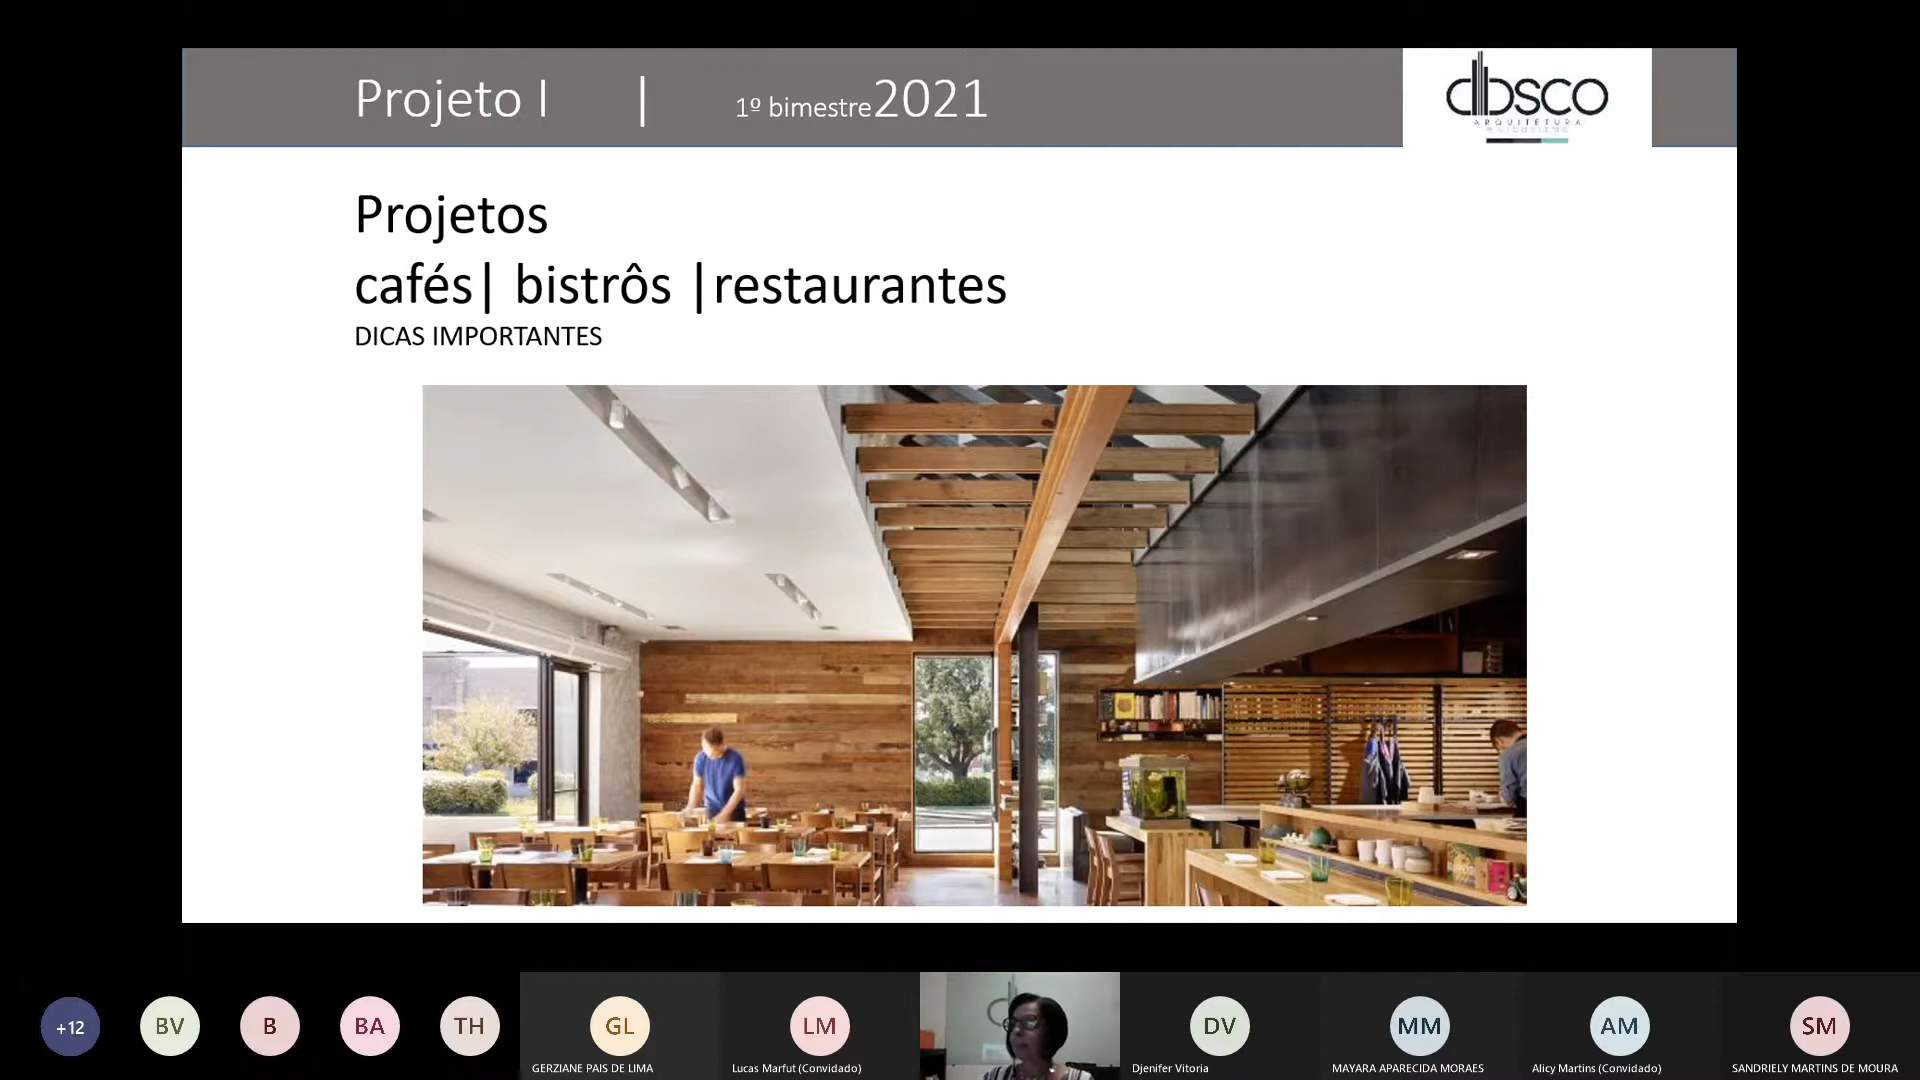 Projeto I | 1º bimestre2021
dbsco
ARQUITETURA
Projetos
cafés| bistrôs |restaurantes
DICAS IMPORTANTES
+12
BV
B
BA
TH
GL
LM
DV
MM
AM
SM
GERZIANE PAIS DE LIMA
Lucas Marfut (Convidado)
Djenifer Vitoria
MAYARA APARECIDA MORAES
Alicy Martins (Convidado)
SANDRIELY MARTINS DE MOURA